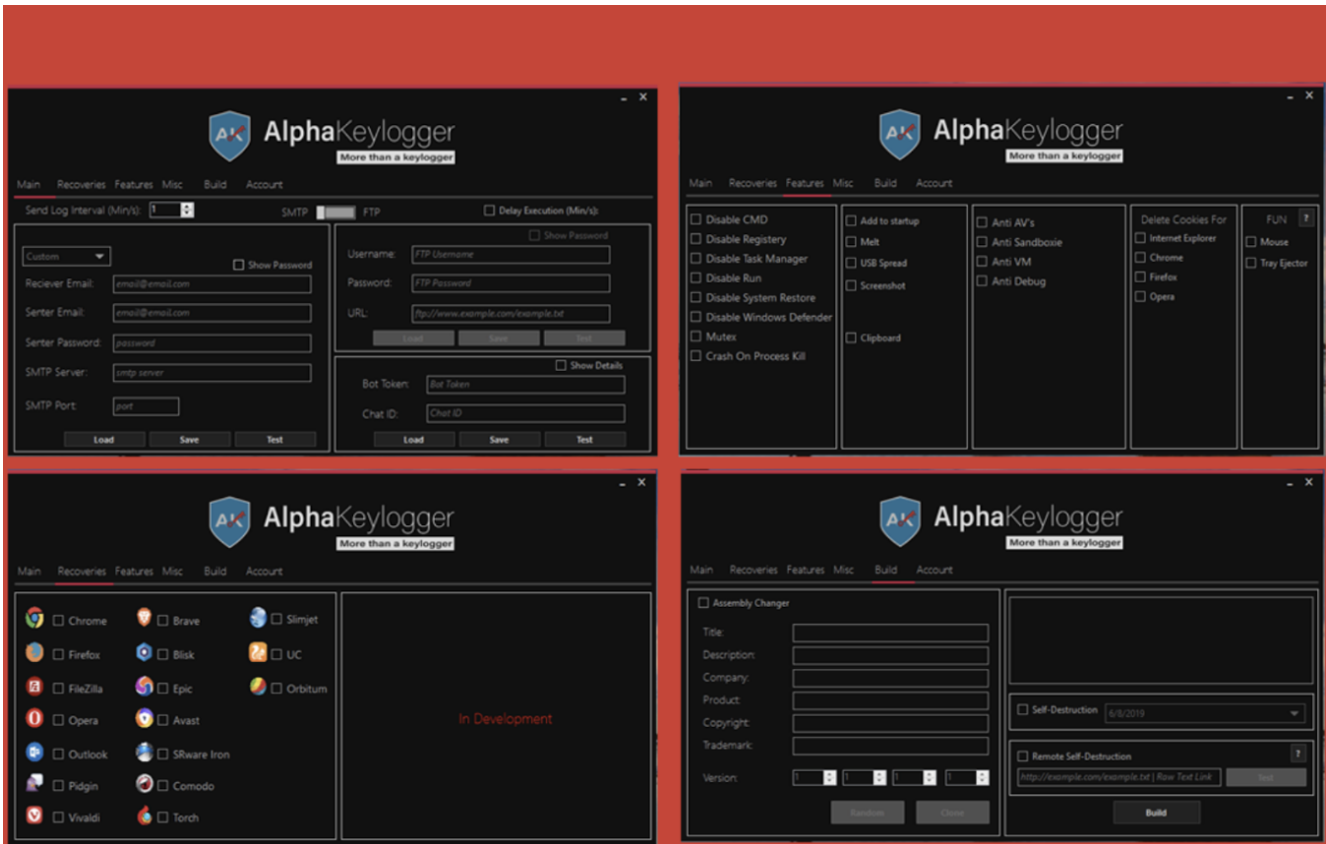 AK AlphaKeylogger
More than a keylogger
Main Recoveries Features Misc Build Account
Send Log Interval (Min/s): 1 SMTP FTP Delay Execution (Min/s):
Custom Show Password
Reciever Email: email@email.com
Senter Email: email@email.com
Senter Password: password
SMTP Server: smtp server
SMTP Port: port
Load Save Test
Show Password
Username: FTP Username
Password: FTP Password
URL: ftp://www.example.com/example.txt
Load Save Test
Show Details
Bot Token: Bot Token
Chat ID: Chat ID
Load Save Test
AK AlphaKeylogger
More than a keylogger
Main Recoveries Features Misc Build Account
Disable CMD
Disable Registery
Disable Task Manager
Disable Run
Disable System Restore
Disable Windows Defender
Mutex
Crash On Process Kill
Add to startup
Melt
USB Spread
Screenshot
Clipboard
Anti AV's
Anti Sandboxie
Anti VM
Anti Debug
Delete Cookies For
Internet Explorer
Chrome
Firefox
Opera
FUN ?
Mouse
Tray Ejector
AK AlphaKeylogger
More than a keylogger
Main Recoveries Features Misc Build Account
Chrome
Firefox
FileZilla
Opera
Outlook
Pidgin
Vivaldi
Brave
Blisk
Epic
Avast
SRware Iron
Comodo
Torch
Slimjet
UC
Orbitum
In Development
AK AlphaKeylogger
More than a keylogger
Main Recoveries Features Misc Build Account
Assembly Changer
Title:
Description:
Company:
Product:
Copyright:
Trademark:
Version: 1 1 1 1
Random Clone
Self-Destruction 6/8/2019
Remote Self-Destruction ?
http://example.com/example.txt | Raw Text Link Test
Build